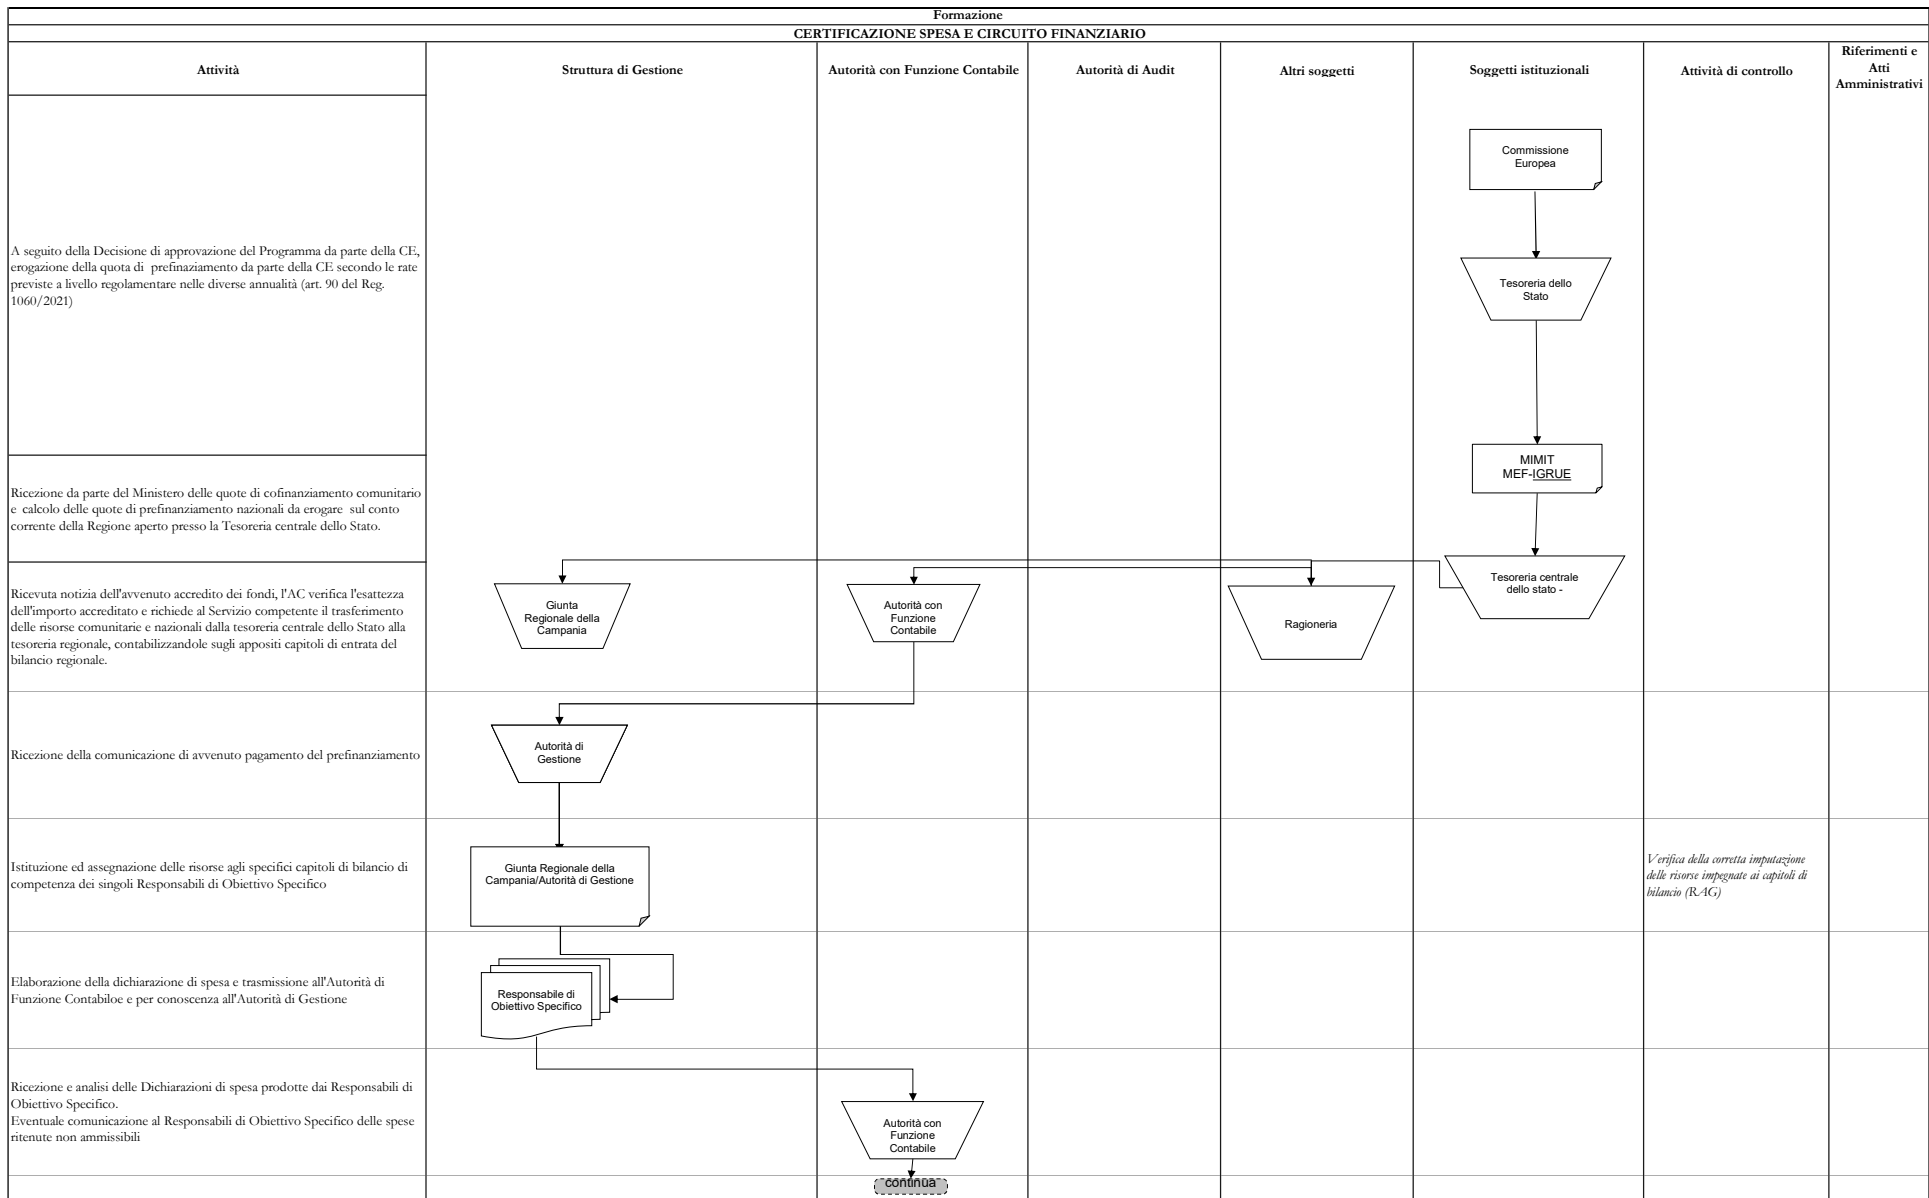 Formazione
CERTIFICAZIONE SPESA E CIRCUITO FINANZIARIO
Attività
Struttura di Gestione
Autorità con Funzione Contabile
Autorità di Audit
Altri soggetti
Soggetti istituzionali
Attività di controllo
Riferimenti e
Atti
Amministrativi
A seguito della Decisione di approvazione del Programma da parte della CE,
erogazione della quota di prefinaziamento da parte della CE secondo le rate
previste a livello regolamentare nelle diverse annualità (art. 90 del Reg.
1060/2021)
Commissione
Europea
Tesoreria dello
Stato
MIMIT
MEF-IGRUE
Ricezione da parte del Ministero delle quote di cofinanziamento comunitario
e calcolo delle quote di prefinanziamento nazionali da erogare sul conto
corrente della Regione aperto presso la Tesoreria centrale dello Stato.
Ricevuta notizia dell'avvenuto accredito dei fondi, l'AC verifica l'esattezza
dell'importo accreditato e richiede al Servizio competente il trasferimento
delle risorse comunitarie e nazionali dalla tesoreria centrale dello Stato alla
tesoreria regionale, contabilizzandole sugli appositi capitoli di entrata del
bilancio regionale.
Giunta
Regionale della
Campania
Autorità con
Funzione
Contabile
Ragioneria
Tesoreria centrale
dello stato -
Ricezione della comunicazione di avvenuto pagamento del prefinanziamento
Autorità di
Gestione
Istituzione ed assegnazione delle risorse agli specifici capitoli di bilancio di
competenza dei singoli Responsabili di Obiettivo Specifico
Giunta Regionale della
Campania/Autorità di Gestione
Verifica della corretta imputazione
delle risorse impegnate ai capitoli di
bilancio (RAG)
Elaborazione della dichiarazione di spesa e trasmissione all'Autorità di
Funzione Contabiloe e per conoscenza all'Autorità di Gestione
Responsabile di
Obiettivo Specifico
Ricezione e analisi delle Dichiarazioni di spesa prodotte dai Responsabili di
Obiettivo Specifico.
Eventuale comunicazione al Responsabili di Obiettivo Specifico delle spese
ritenute non ammissibili
Autorità con
Funzione
Contabile
continua